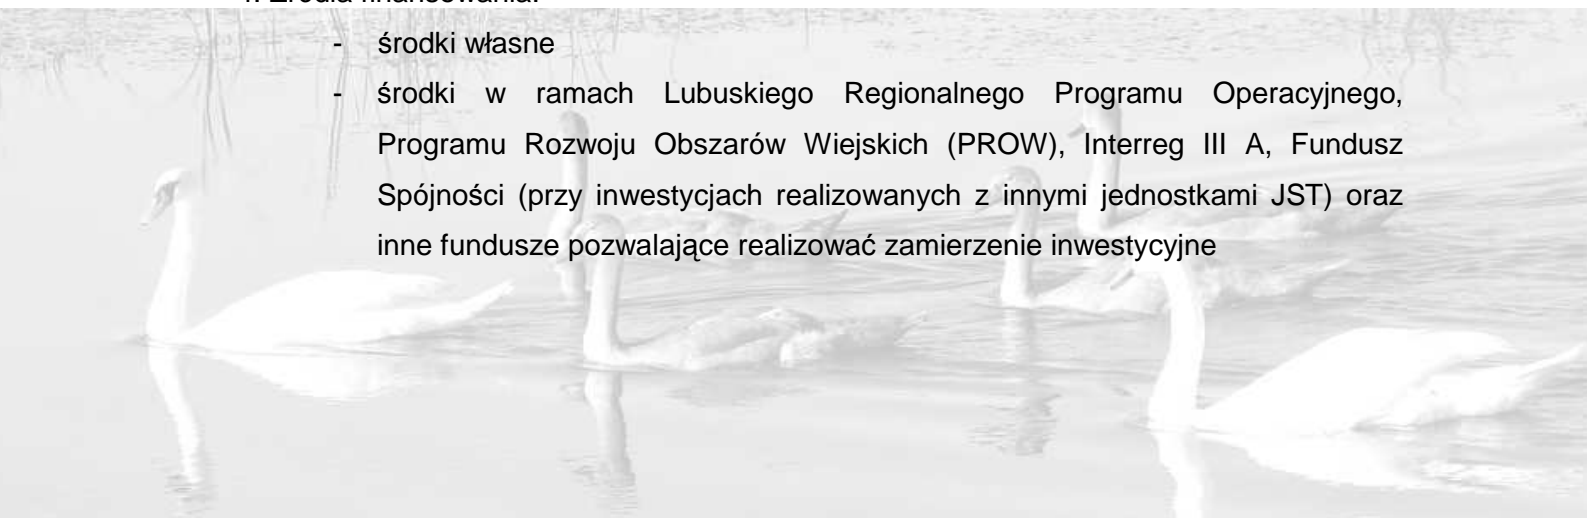 - środki własne
- środki w ramach Lubuskiego Regionalnego Programu Operacyjnego,
Programu Rozwoju Obszarów Wiejskich (PROW), Interreg III A, Fundusz
Spójności (przy inwestycjach realizowanych z innymi jednostkami JST) oraz
inne fundusze pozwalające realizować zamierzenie inwestycyjne